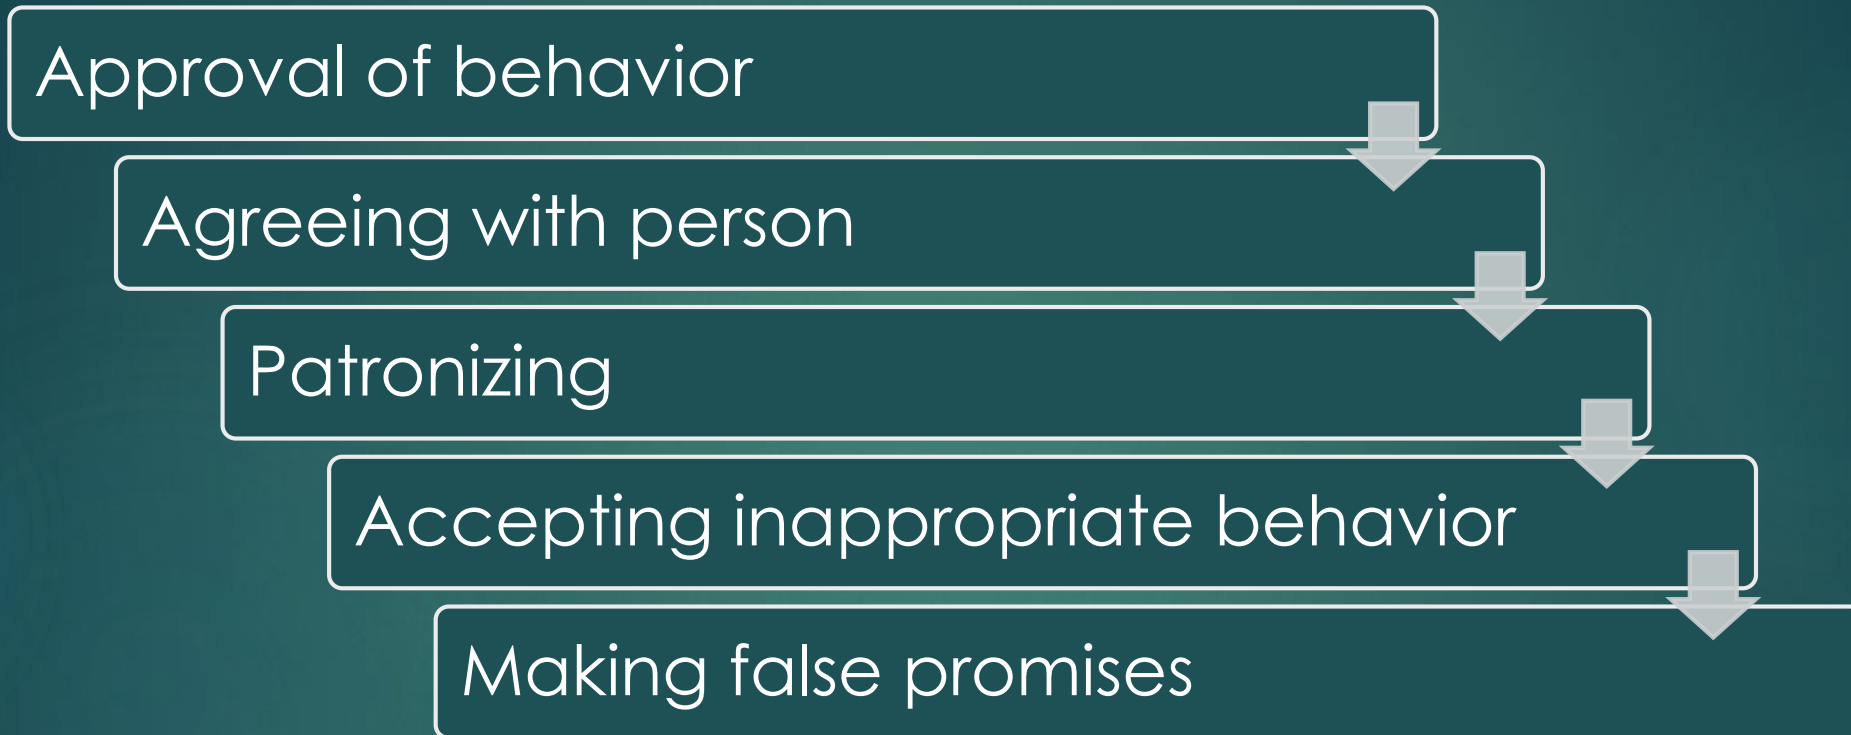 Approval of behavior
Agreeing with person
Patronizing
Accepting inappropriate behavior
Making false promises